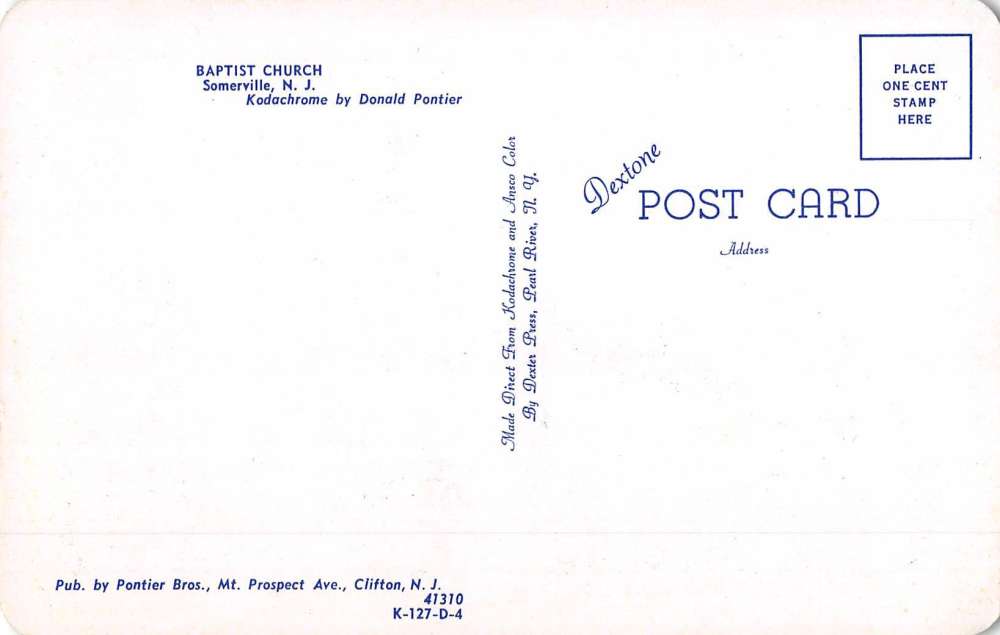 BAPTIST CHURCH
Somerville, N. J.
Kodachrome by Donald Pontier
Pub. by Pontier Bros., Mt. Prospect Ave., Clifton, N. J.
41310
K-127-D-4
Made Direct From Kodachrome and Ansco Color
By Dexter Press, Pearl River, N. Y.
PLACE
ONE CENT
STAMP
HERE
Dextone
POST CARD
Address